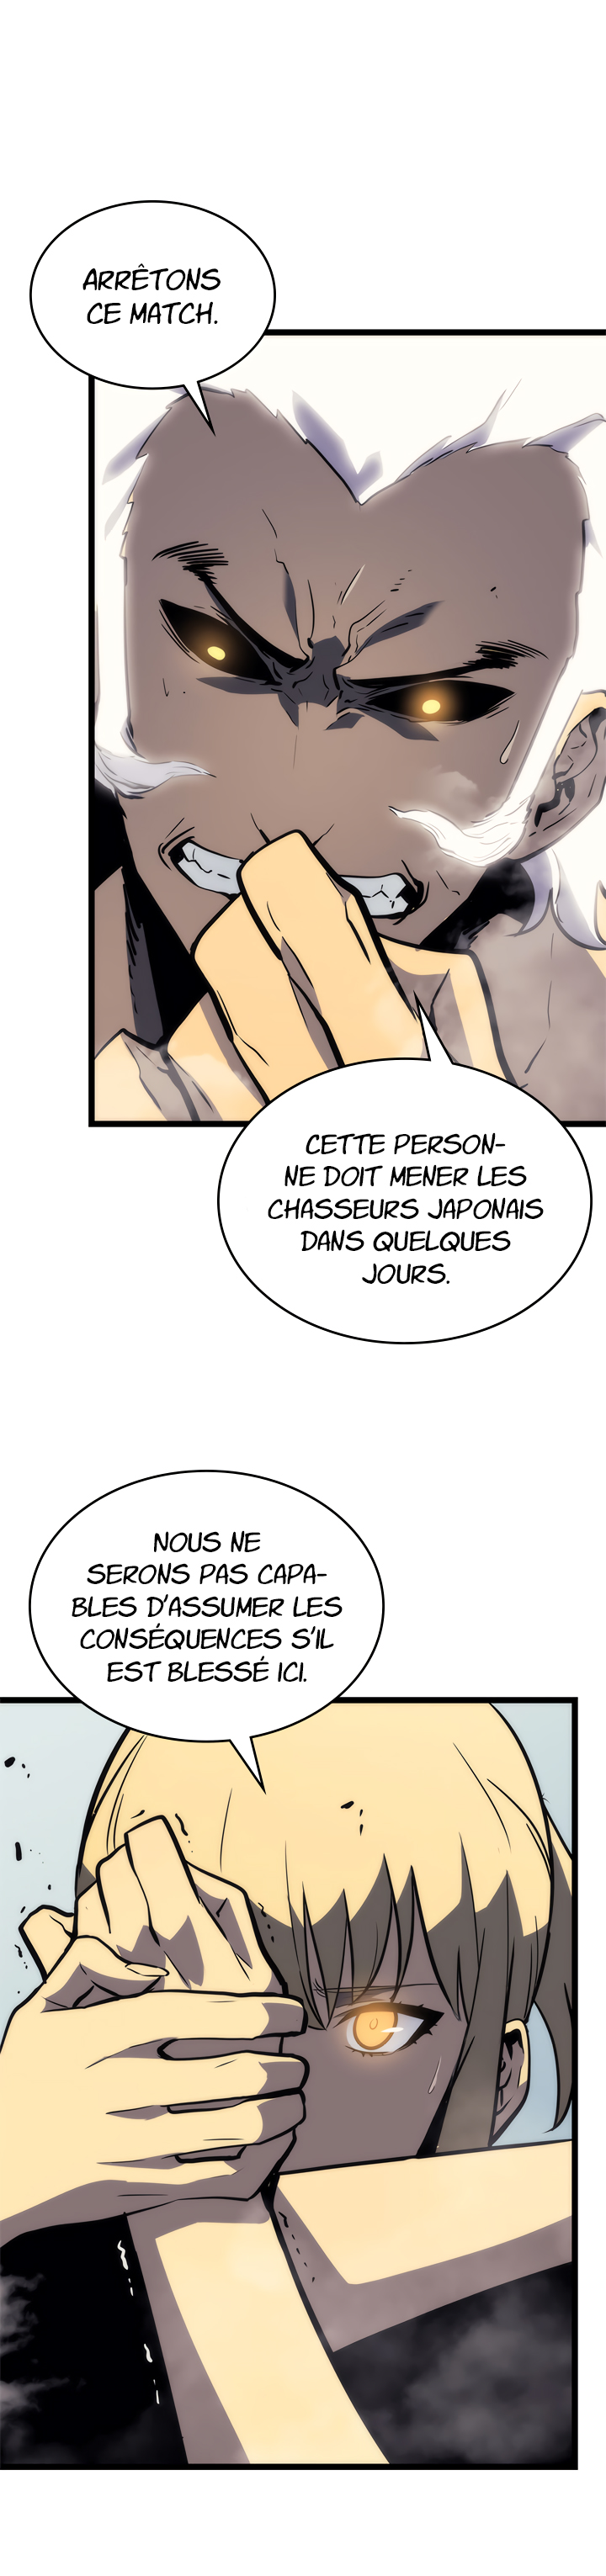 ARRÊTONS
CE MATCH.
CETTE PERSON-
NE DOIT MENER LES
CHASSEURS JAPONAIS
DANS QUELQUES
JOURS.
NOUS NE
SERONS PAS CAPA-
BLES D'ASSUMER LES
CONSÉQUENCES S'IL
EST BLESSÉ ICI.